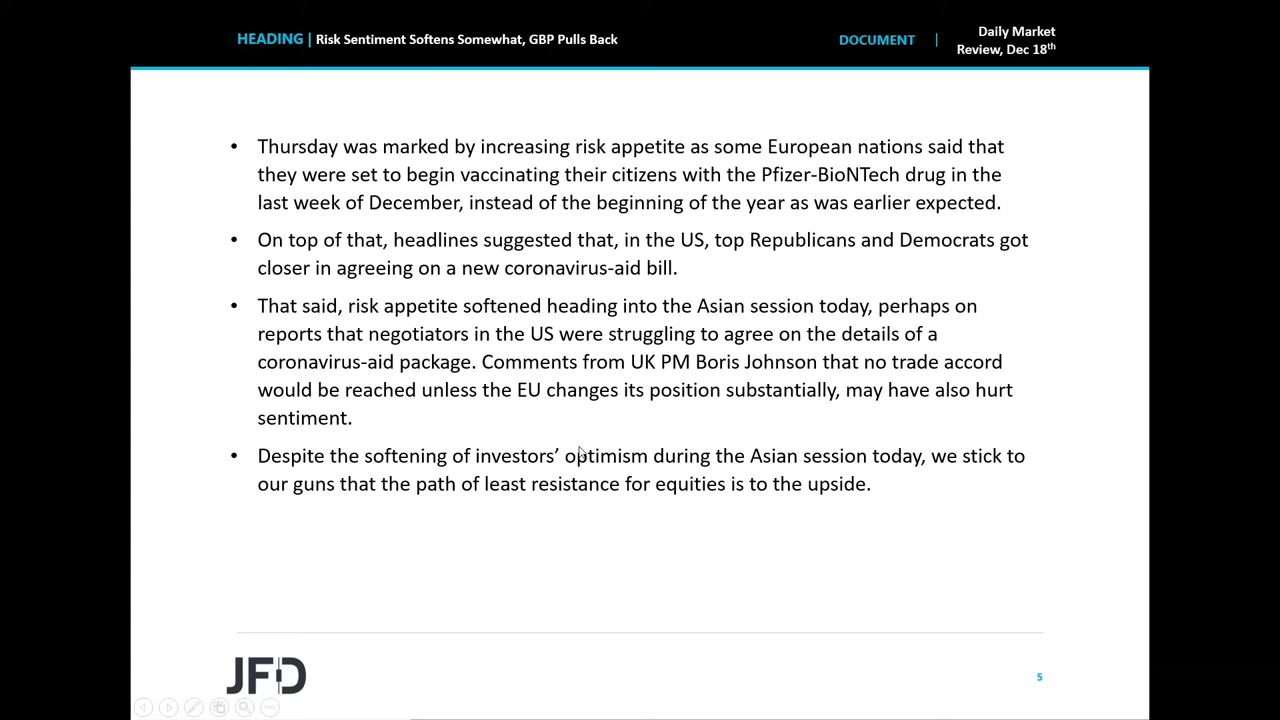 HEADING | Risk Sentiment Softens Somewhat, GBP Pulls Back
DOCUMENT |
Daily Market
Review, Dec 18th
• Thursday was marked by increasing risk appetite as some European nations said that
they were set to begin vaccinating their citizens with the Pfizer-BioNTech drug in the
last week of December, instead of the beginning of the year as was earlier expected.
• On top of that, headlines suggested that, in the US, top Republicans and Democrats got
closer in agreeing on a new coronavirus-aid bill.
• That said, risk appetite softened heading into the Asian session today, perhaps on
reports that negotiators in the US were struggling to agree on the details of a
coronavirus-aid package. Comments from UK PM Boris Johnson that no trade accord
would be reached unless the EU changes its position substantially, may have also hurt
sentiment.
• Despite the softening of investors’ optimism during the Asian session today, we stick to
our guns that the path of least resistance for equities is to the upside.
JFD
5